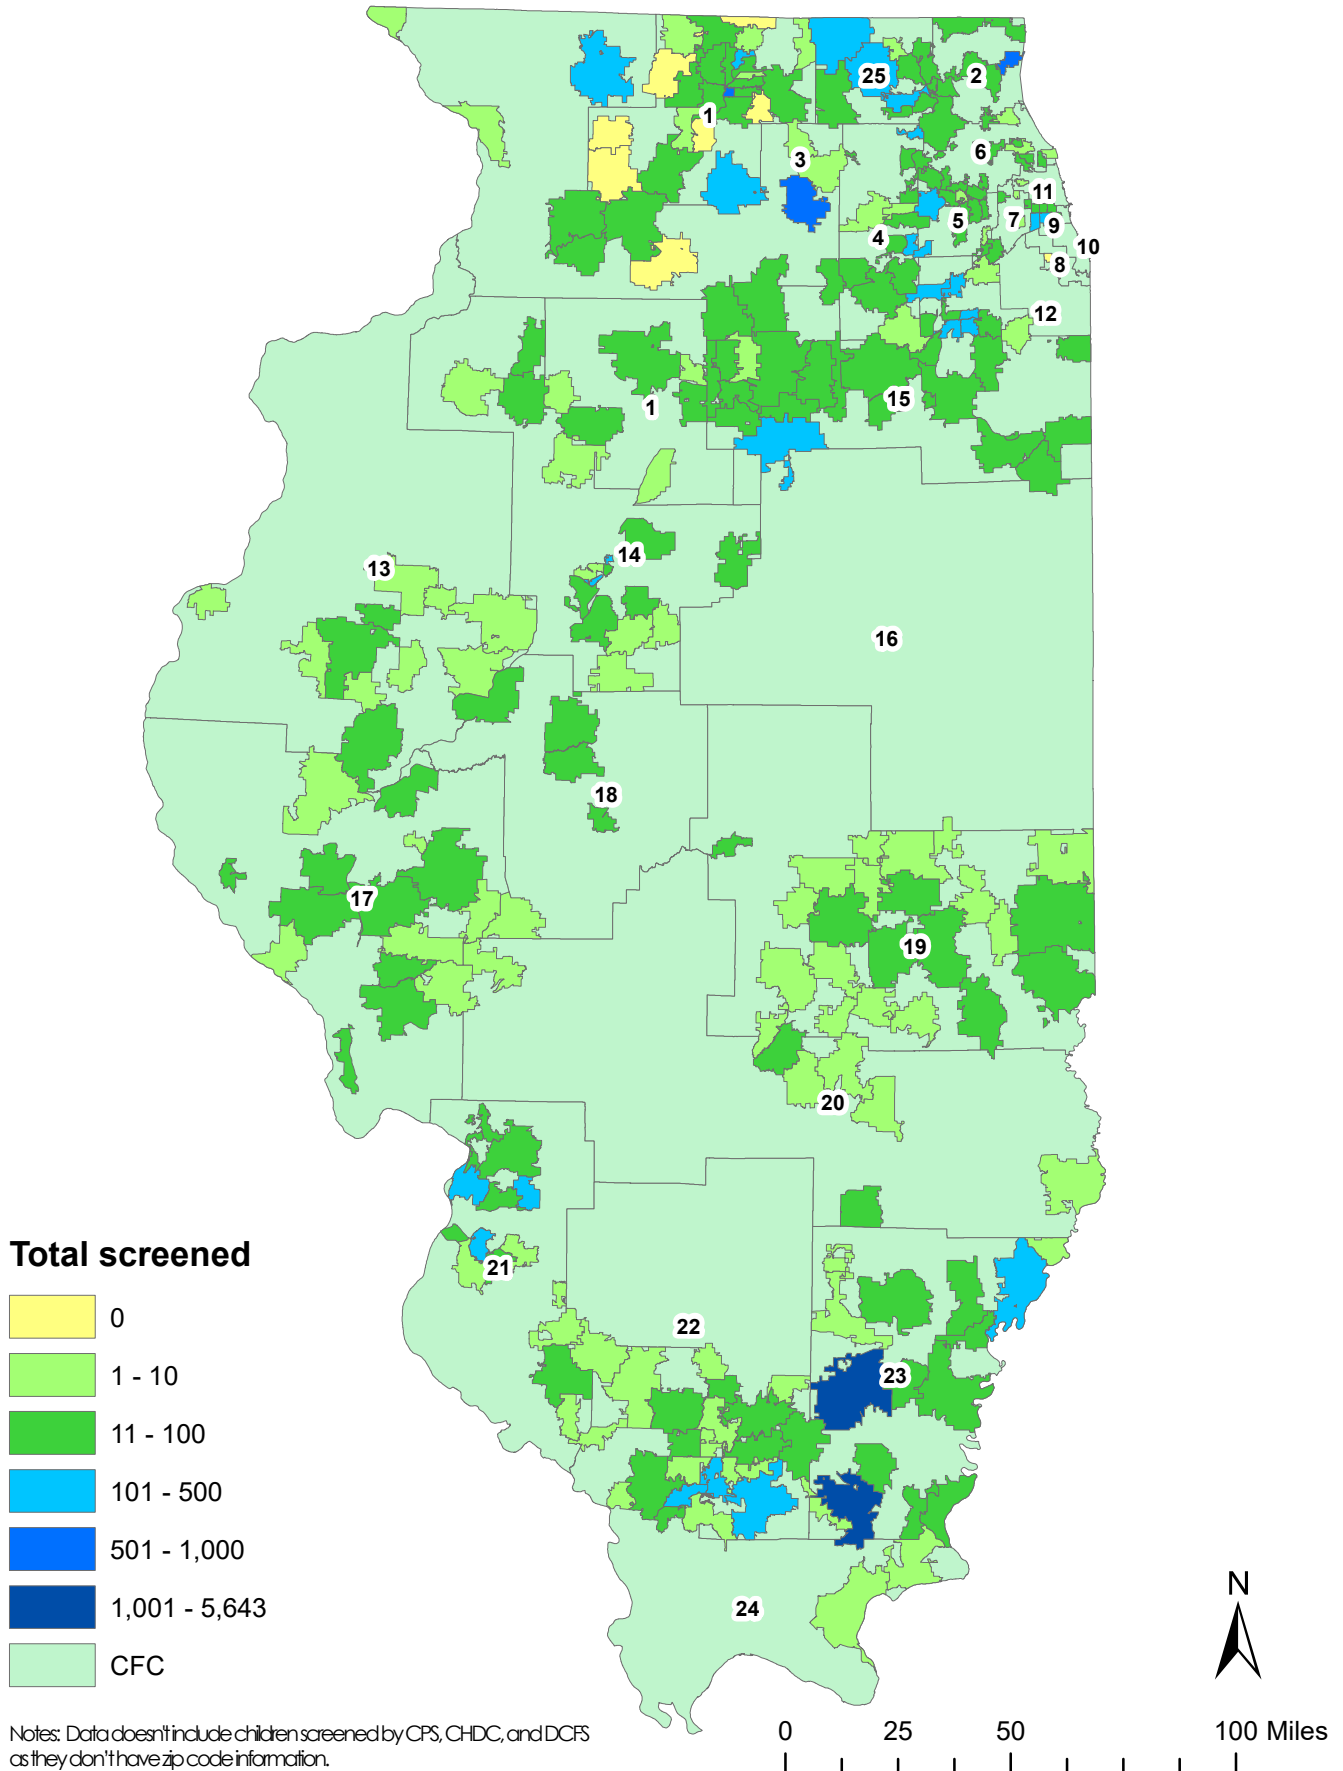 25
2
1
3
6
11
5
7
9
4
10
8
12
15
1
14
13
16
18
17
19
20
21
22
23
24
Total screened
0
1 - 10
11 - 100
101 - 500
501 - 1,000
1,001 - 5,643
CFC
N
Notes: Data doesn't include children screened by CPS, CHDC, and DCFS
as they don't have zip code information.
0 25 50 100 Miles